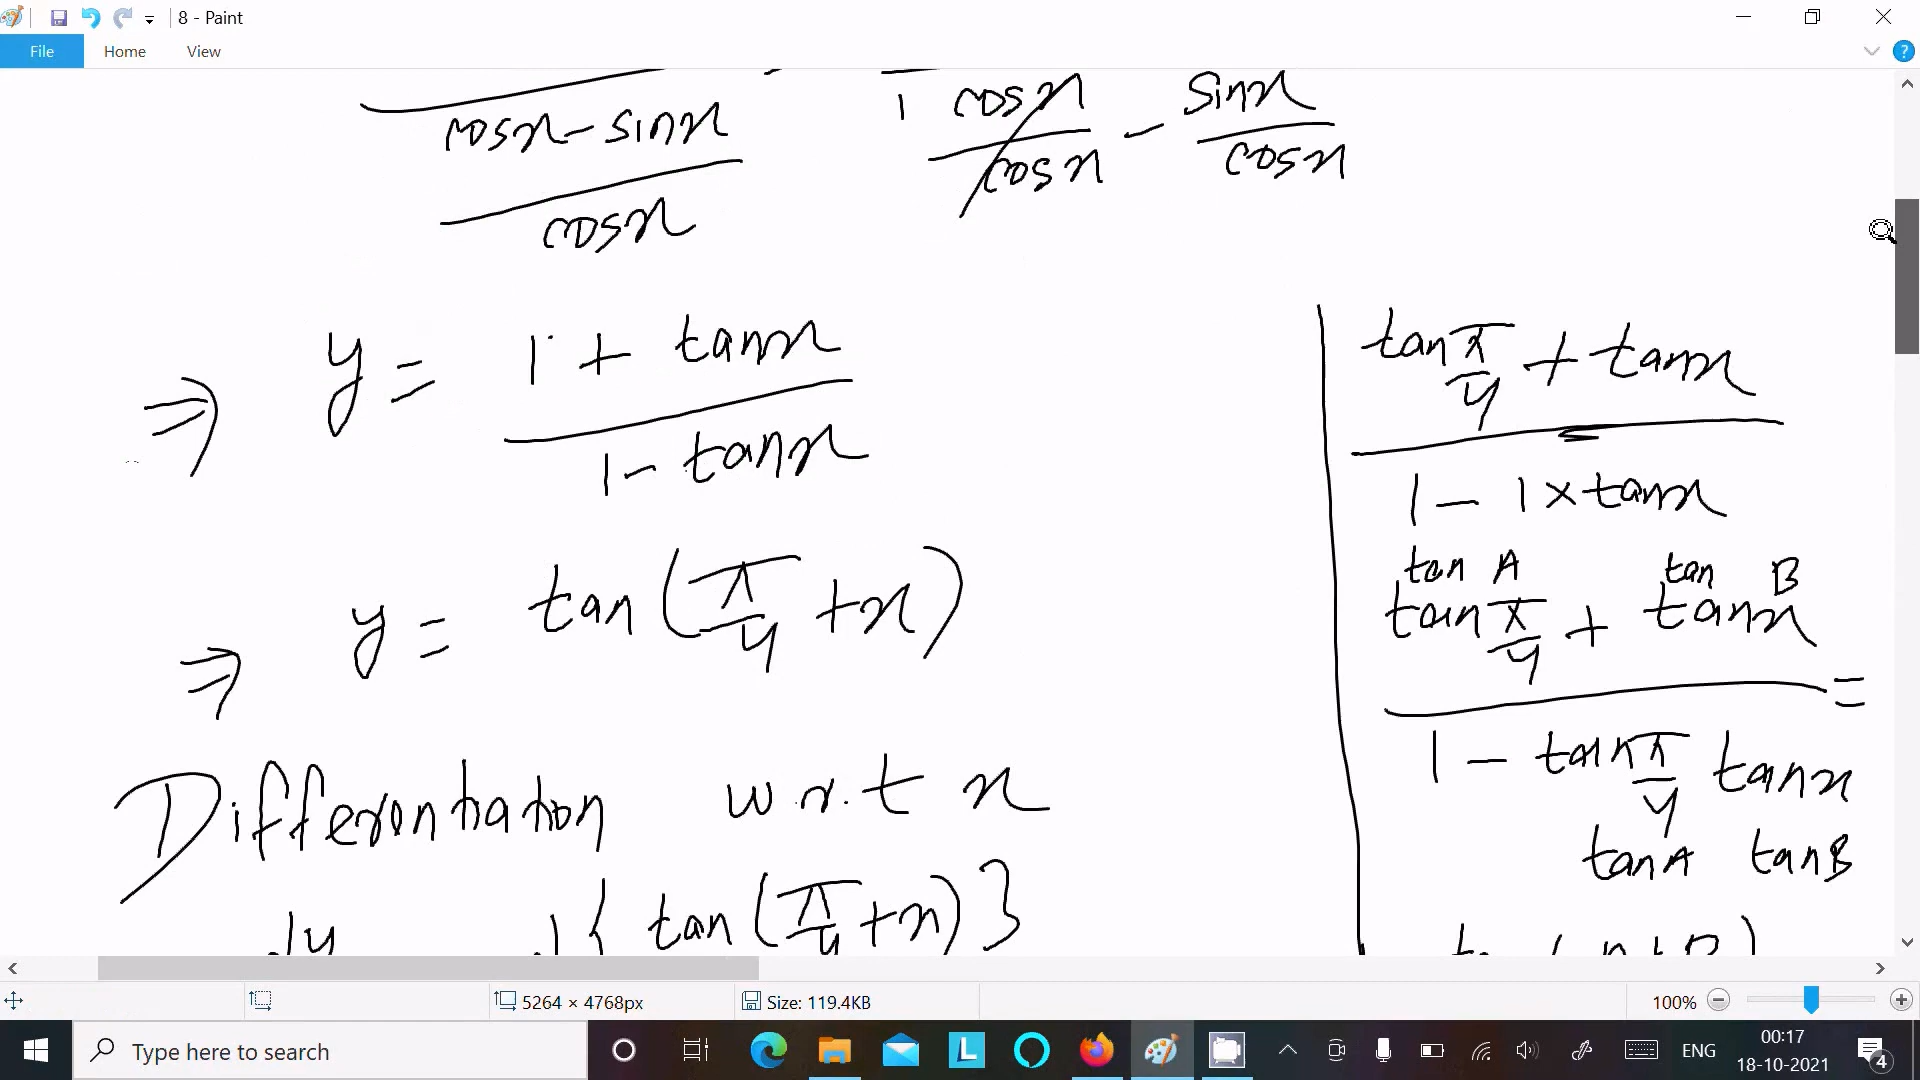 8 - Paint
File Home View
cosx - sinx
cosx
1 cosx / cosx - sinx / cosx
⇒ y = 1 + tanx / 1 - tanx
⇒ y = tan(π/4 + x)
Differentiation w.r.t x
dy d{ tan(π/4 + x)}
tan π/4 + tanx
1 - 1 × tanx
tan A tan B
tan π/4 + tanx =
1 - tan π/4 tanx
tanA tanB
5264 × 4768px Size: 119.4KB 100%
Type here to search
L
ENG
00:17
18-10-2021
4